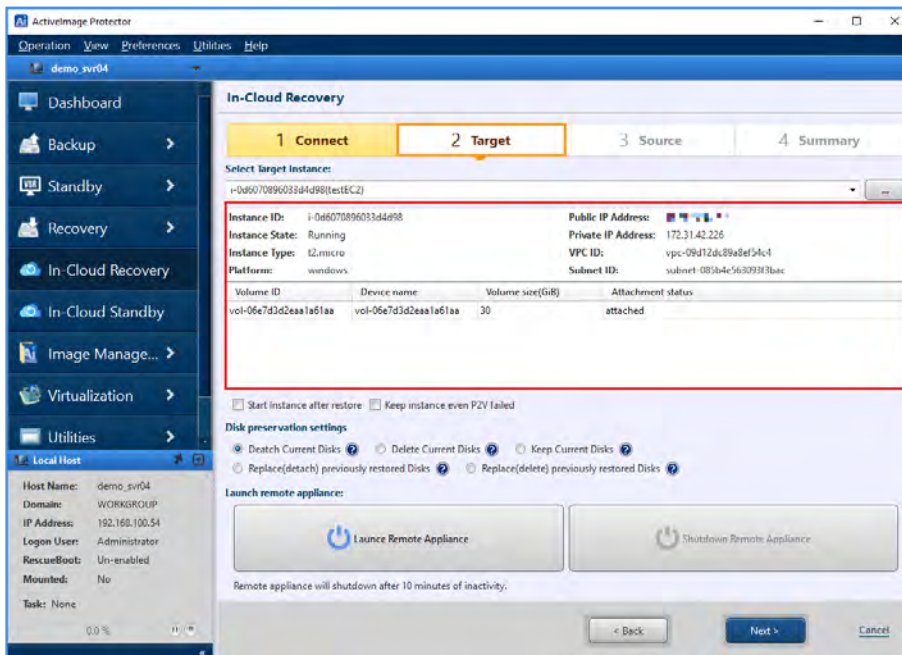 Ai ActiveImage Protector
Operation View Preferences Utilities Help
demo_svr04
Dashboard
Backup
Standby
Recovery
In-Cloud Recovery
In-Cloud Standby
Image Manage...
Virtualization
Utilities
Local Host
Host Name: demo_svr04
Domain: WORKGROUP
IP Address: 192.168.100.54
Logon User: Administrator
RescueBoot: Un-enabled
Mounted: No
Task: None
0.0 %
In-Cloud Recovery
1 Connect 2 Target 3 Source 4 Summary
Select Target Instance:
i-0d6070896033d4d98(testEC2) ...
Instance ID: i-0d6070896033d4d98 Public IP Address:
Instance State: Running Private IP Address: 172.31.42.226
Instance Type: t2.micro VPC ID: vpc-09d12dc89a8ef54c4
Platform: windows Subnet ID: subnet-085b4e563093f3bac
Volume ID Device name Volume size(GiB) Attachment status
vol-06e7d3d2eaa1a61aa vol-06e7d3d2eaa1a61aa 30 attached
Start Instance after restore Keep instance even P2V failed
Disk preservation settings
Deatch Current Disks Delete Current Disks Keep Current Disks
Replace(detach) previously restored Disks Replace(delete) previously restored Disks
Launch remote appliance:
Launce Remote Appliance Shutdown Remote Appliance
Remote appliance will shutdown after 10 minutes of inactivity.
< Back Next > Cancel